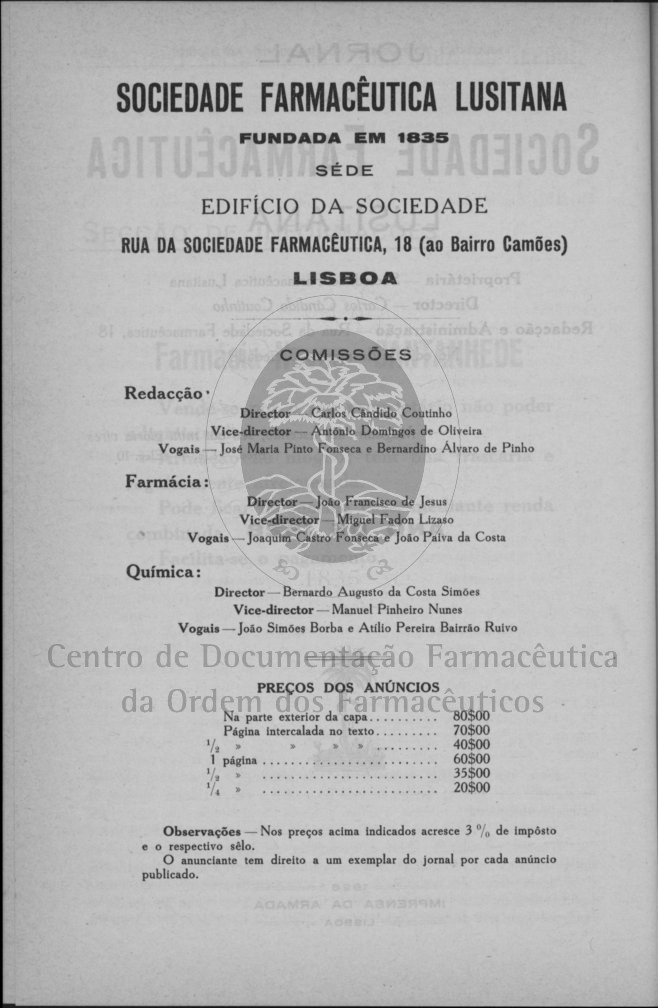 SOCIEDADE FARMACÊUTICA LUSITANA
FUNDADA EM 1835
SÉDE
EDIFÍCIO DA SOCIEDADE
RUA DA SOCIEDADE FARMACÊUTICA, 18 (ao Bairro Camões)
LISBOA
COMISSÕES
Redacção:
Director — Carlos Cândido Coutinho
Vice-director — António Domingos de Oliveira
Vogais — José Maria Pinto Fonseca e Bernardino Álvaro de Pinho
Farmácia:
Director — João Francisco de Jesus
Vice-director — Miguel Fadon Lizaso
Vogais — Joaquim Castro Fonseca e João Paiva da Costa
Química:
Director — Bernardo Augusto da Costa Simões
Vice-director — Manuel Pinheiro Nunes
Vogais — João Simões Borba e Atílio Pereira Bairrão Ruivo
Centro de Documentação Farmacêutica
da Ordem dos Farmacêuticos
PREÇOS DOS ANÚNCIOS
Na parte exterior da capa.......... 80$00
Página intercalada no texto......... 70$00
1/2 » » » » ......... 40$00
1 página ......................... 60$00
1/2 » ......................... 35$00
1/4 » ......................... 20$00
Observações — Nos preços acima indicados acresce 3 % de impôsto
e o respectivo sêlo.
O anunciante tem direito a um exemplar do jornal por cada anúncio
publicado.